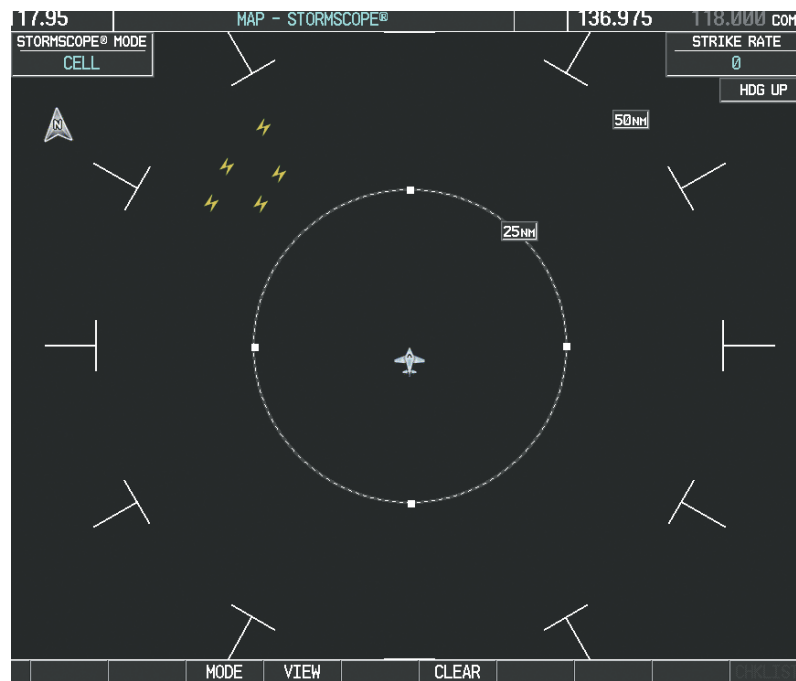 17.95 MAP – STORMSCOPE® 136.975 118.000 COM
STORMSCOPE® MODE
CELL
STRIKE RATE
0
HDG UP
N
50NM
25NM
MODE VIEW CLEAR CHKLIST